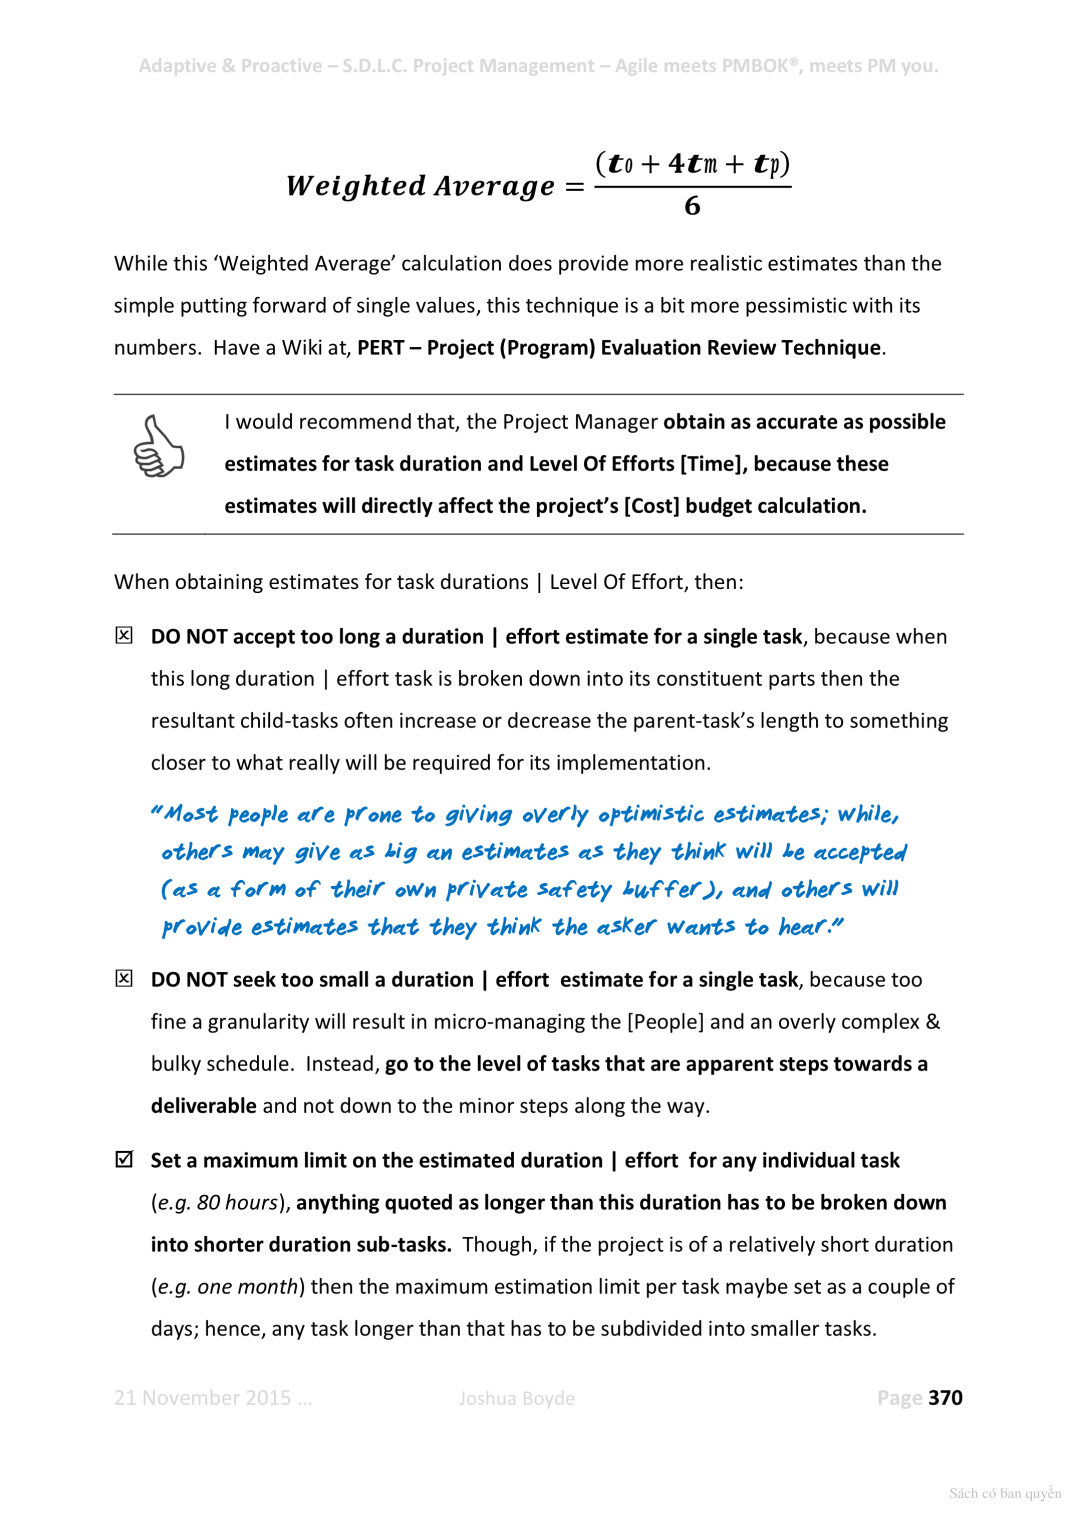 Adaptive & Proactive – S.D.L.C. Project Management – Agile meets PMBOK®, meets PM you.
Weighted Average = (to + 4tm + tp) / 6
While this ‘Weighted Average’ calculation does provide more realistic estimates than the
simple putting forward of single values, this technique is a bit more pessimistic with its
numbers.  Have a Wiki at, PERT – Project (Program) Evaluation Review Technique.
I would recommend that, the Project Manager obtain as accurate as possible
estimates for task duration and Level Of Efforts [Time], because these
estimates will directly affect the project’s [Cost] budget calculation.
When obtaining estimates for task durations | Level Of Effort, then:
☒ DO NOT accept too long a duration | effort estimate for a single task, because when
this long duration | effort task is broken down into its constituent parts then the
resultant child-tasks often increase or decrease the parent-task’s length to something
closer to what really will be required for its implementation.
“Most people are prone to giving overly optimistic estimates; while,
others may give as big an estimates as they think will be accepted
(as a form of their own private safety buffer), and others will
provide estimates that they think the asker wants to hear.”
☒ DO NOT seek too small a duration | effort  estimate for a single task, because too
fine a granularity will result in micro-managing the [People] and an overly complex &
bulky schedule.  Instead, go to the level of tasks that are apparent steps towards a
deliverable and not down to the minor steps along the way.
☑ Set a maximum limit on the estimated duration | effort  for any individual task
(e.g. 80 hours), anything quoted as longer than this duration has to be broken down
into shorter duration sub-tasks.  Though, if the project is of a relatively short duration
(e.g. one month) then the maximum estimation limit per task maybe set as a couple of
days; hence, any task longer than that has to be subdivided into smaller tasks.
21 November 2015 … Joshua Boyde Page 370
Sách có bản quyền